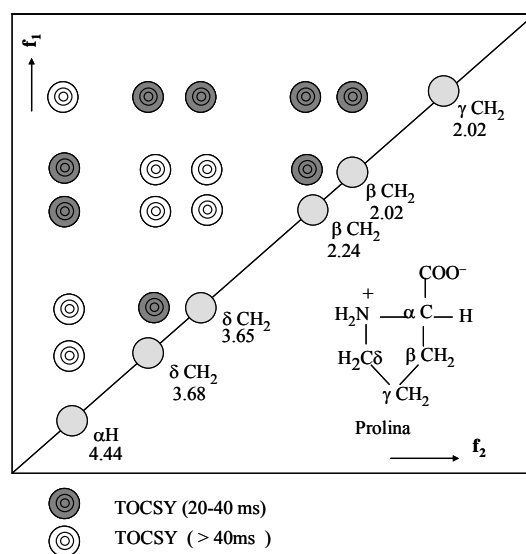 f1
γ CH2
2.02
β CH2
2.02
β CH2
2.24
δ CH2
3.65
δ CH2
3.68
αH
4.44
COO⁻
+
H2N
α C H
H2Cδ
β CH2
γ CH2
Prolina
f2
TOCSY (20-40 ms)
TOCSY ( > 40ms )